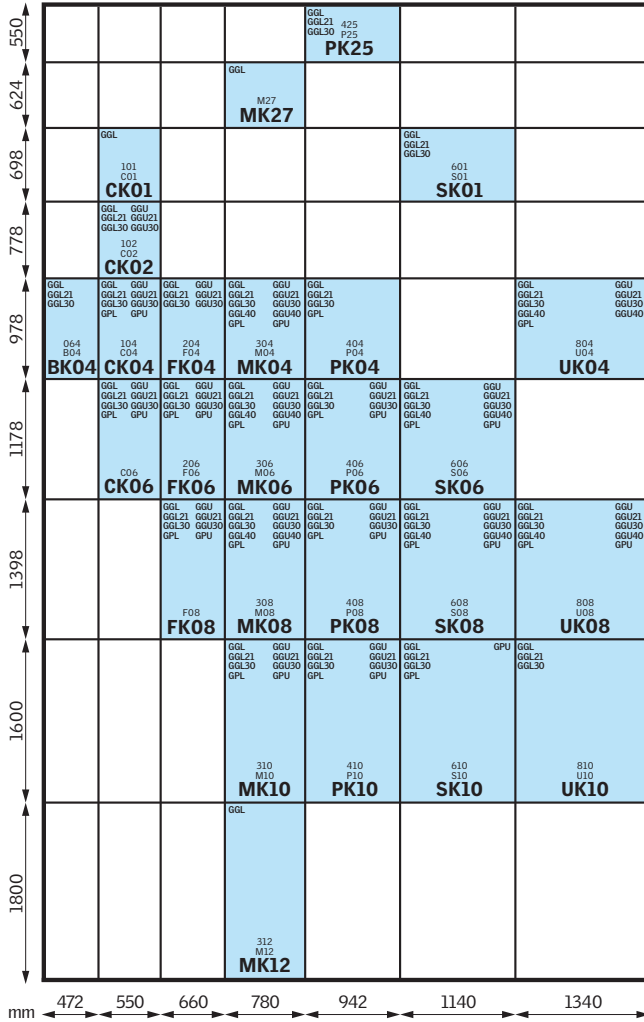 550
GGL
GGL21
GGL30
425
P25
PK25
624
GGL
M27
MK27
698
GGL
101
C01
CK01
GGL
GGL21
GGL30
601
S01
SK01
778
GGL GGU
GGL21 GGU21
GGL30 GGU30
102
C02
CK02
978
GGL
GGL21
GGL30
064
B04
BK04
GGL GGU
GGL21 GGU21
GGL30 GGU30
GPL GPU
104
C04
CK04
GGL GGU
GGL21 GGU21
GGL30 GGU30
204
F04
FK04
GGL GGU
GGL21 GGU21
GGL30 GGU30
GGL40 GGU40
GPL GPU
304
M04
MK04
GGL
GGL21
GGL30
404
P04
PK04
GGL GGU
GGL21 GGU21
GGL30 GGU30
GGL40 GGU40
GPL
804
U04
UK04
1178
GGL GGU
GGL21 GGU21
GGL30 GGU30
GPL GPU
C06
CK06
GGL GGU
GGL21 GGU21
GGL30 GGU30
GPL GPU
206
F06
FK06
GGL GGU
GGL21 GGU21
GGL30 GGU30
GGL40 GGU40
GPL GPU
306
M06
MK06
GGL GGU
GGL21 GGU21
GGL30 GGU30
GPL GPU
406
P06
PK06
GGL GGU
GGL21 GGU21
GGL30 GGU30
GGL40 GGU40
GPL GPU
606
S06
SK06
1398
GGL GGU
GGL21 GGU21
GGL30 GGU30
GPL GPU
F08
FK08
GGL GGU
GGL21 GGU21
GGL30 GGU30
GGL40 GGU40
GPL GPU
308
M08
MK08
GGL GGU
GGL21 GGU21
GGL30 GGU30
GPL GPU
408
P08
PK08
GGL GGU
GGL21 GGU21
GGL30 GGU30
GGL40 GGU40
GPL GPU
608
S08
SK08
GGL GGU
GGL21 GGU21
GGL30 GGU30
GGL40 GGU40
GPL GPU
808
U08
UK08
1600
GGL GGU
GGL21 GGU21
GGL30 GGU30
GPL GPU
310
M10
MK10
GGL GGU
GGL21 GGU21
GGL30 GGU30
GPL GPU
410
P10
PK10
GGL GPU
GGL21
GGL30
GPL
610
S10
SK10
GGL
GGL21
GGL30
810
U10
UK10
1800
GGL
312
M12
MK12
mm 472 550 660 780 942 1140 1340